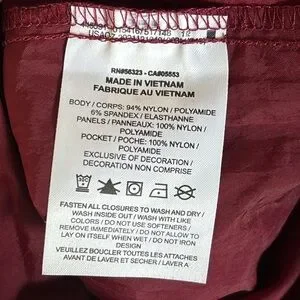 RN#56323 - CA#05553
MADE IN VIETNAM
FABRIQUE AU VIETNAM
BODY / CORPS: 94% NYLON / POLYAMIDE
6% SPANDEX / ELASTHANNE
PANELS / PANNEAUX: 100% NYLON /
POLYAMIDE
POCKET / POCHE: 100% NYLON /
POLYAMIDE
EXCLUSIVE OF DECORATION /
DECORATION NON COMPRISE
FASTEN ALL CLOSURES TO WASH AND DRY /
WASH INSIDE OUT / WASH WITH LIKE
COLORS / DO NOT USE SOFTENERS /
REMOVE IMMEDIATELY / DO NOT ALLOW TO
DRY IN A PILE WHEN WET / DO NOT IRON
DESIGN
VEUILLEZ BOUCLER TOUTES LES ATTACHES
AVANT DE LAVER ET SECHER / LAVER A